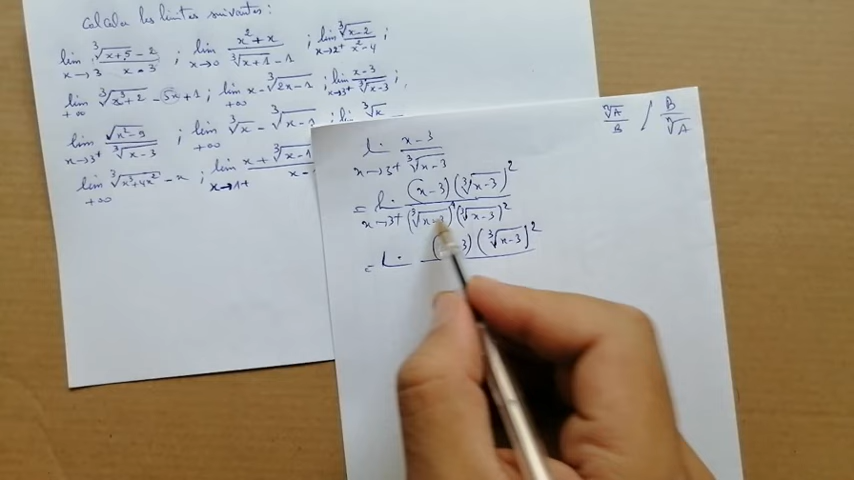 Calculer les limites suivantes :
lim x→3 (∛(x+5) - 2)/(x - 3) ; lim x→0 (x² + x)/(∛(x+1) - 1) ; lim x→2⁺ ∛(x-2)/(x²-4) ;
lim +∞ ∛(x³+2) - 5x + 1 ; lim +∞ x - ∛(2x-1) ; lim x→3⁺ (x-3)/∛(x-3) ;
lim x→3⁺ √(x²-9)/∛(x-3) ; lim +∞ ∛x - ∛(x-1) ; lim ∛x -
lim +∞ ∛(x³+4x²) - x ; lim x→1+ (x + ∛(x-1)
ⁿ√A/B / B/ⁿ√A
l. x→3+ (x-3)/∛(x-3)
= l. x→3+ (x-3)(∛(x-3))²/(∛(x-3))¹(∛(x-3))²
= l. 3)(∛(x-3))²